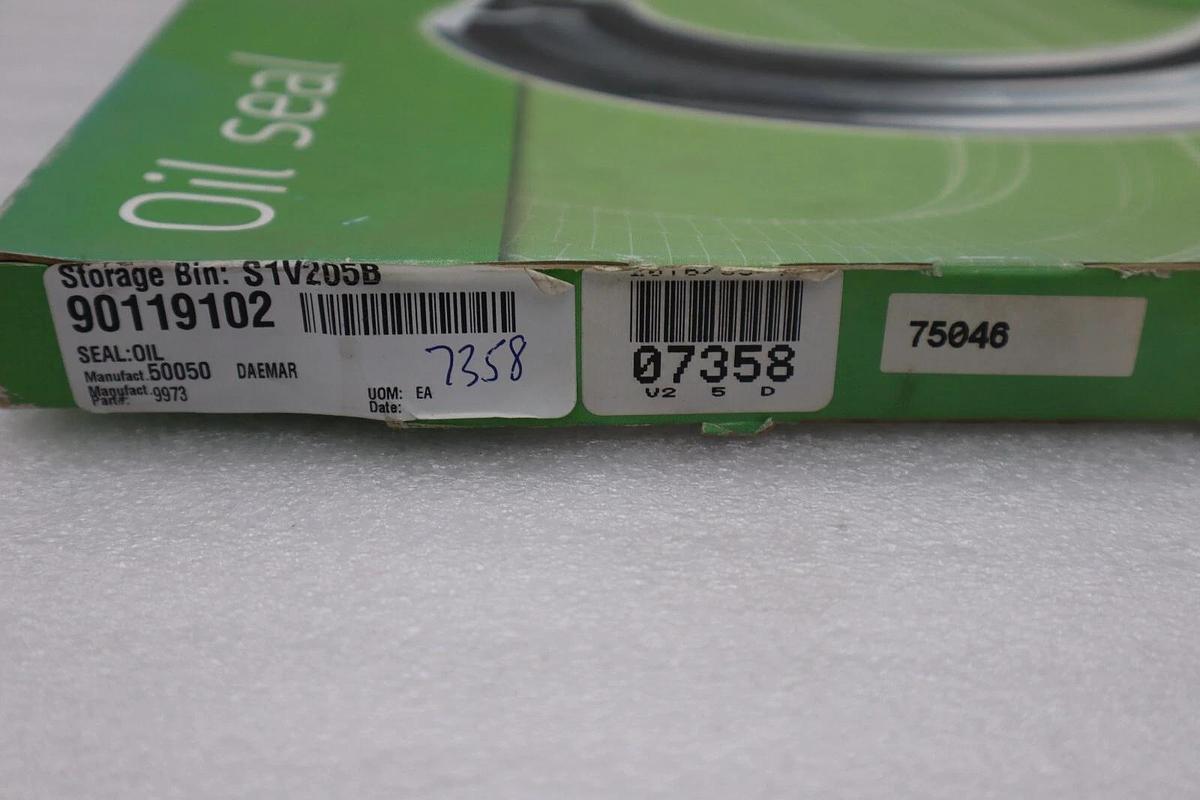 Oil seal
Storage Bin: S1V205B
90119102
SEAL:OIL
Manufact.50050 DAEMAR
Manufact.9973
Part#:
UOM: EA
Date:
7358
07358
V2 5 D
75046